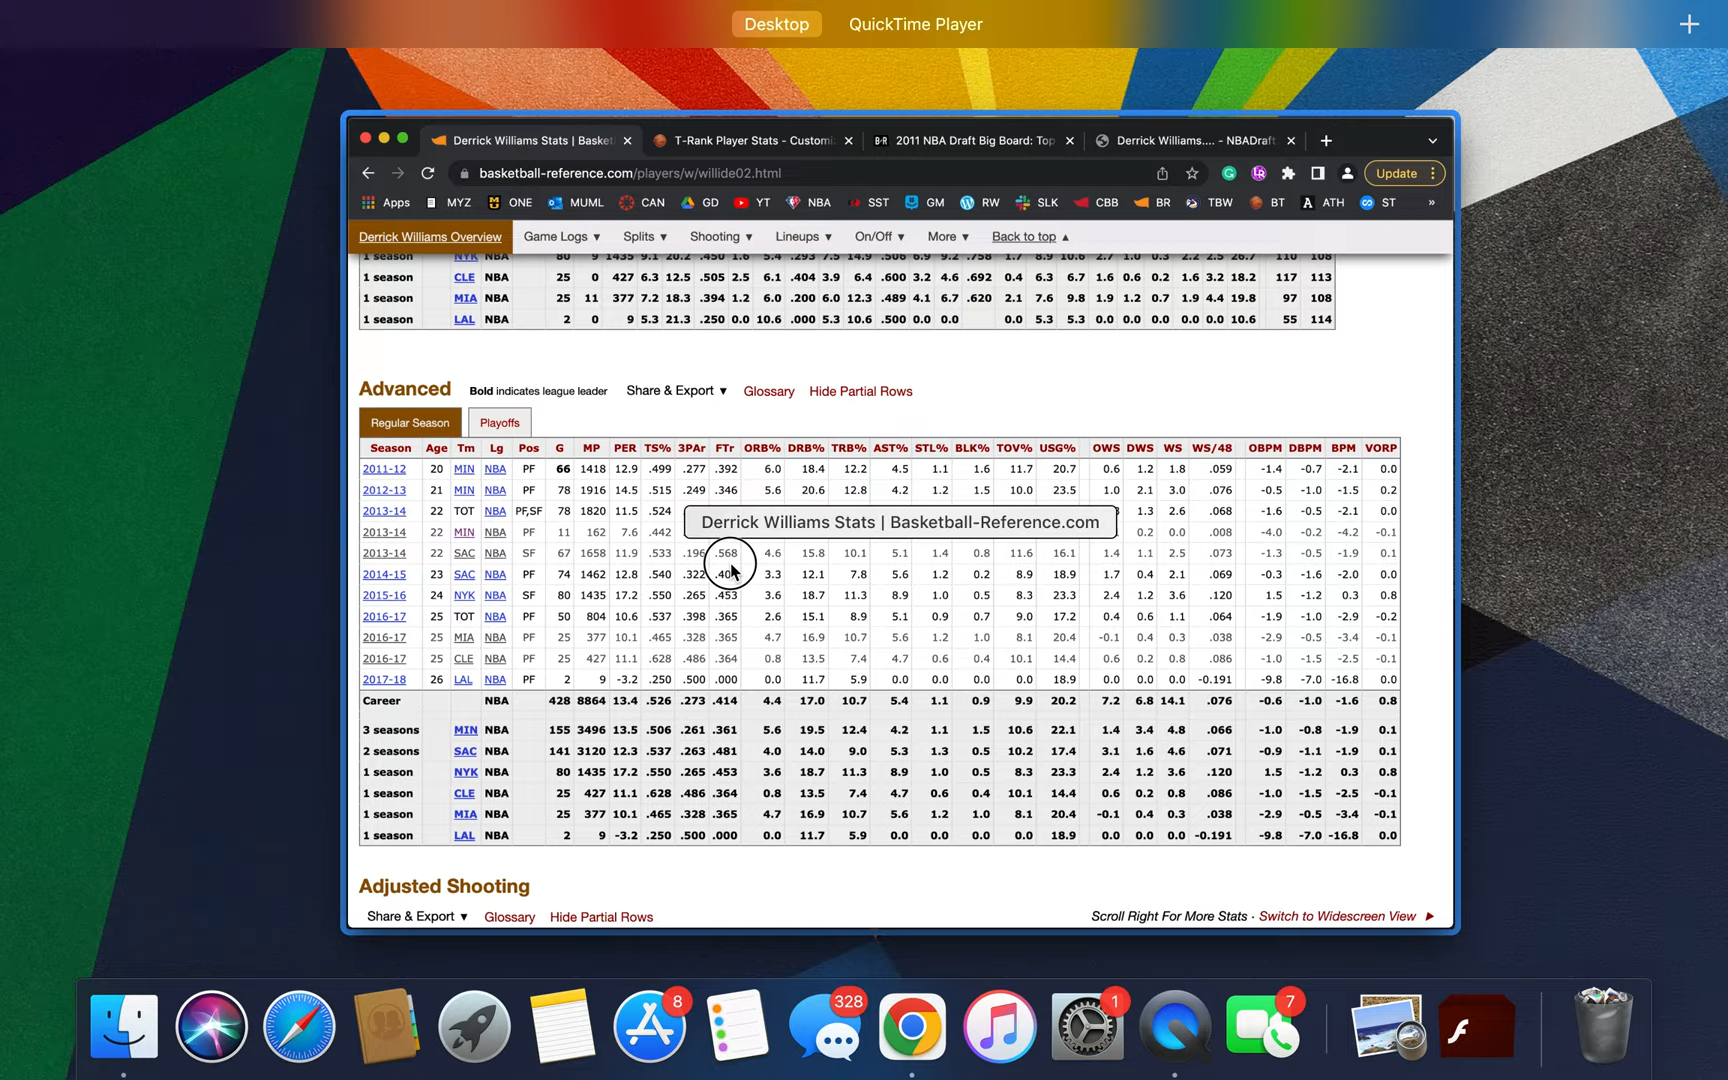 Desktop QuickTime Player
Derrick Williams Stats | Basket T-Rank Player Stats - Customi B·R 2011 NBA Draft Big Board: Top Derrick Williams.... - NBADraft
basketball-reference.com/players/w/willide02.html Update
Apps MYZ ONE MUML CAN GD YT NBA SST GM RW SLK CBB BR TBW BT ATH ST »
Derrick Williams Overview Game Logs ▼ Splits ▼ Shooting ▼ Lineups ▼ On/Off ▼ More ▼ Back to top ▲
1 season NYK NBA 80 9 1435 9.1 20.2 .450 1.6 5.4 .293 7.5 14.9 .506 6.9 9.2 .758 1.7 8.9 10.6 2.7 1.0 0.3 2.2 2.5 26.7 110 108
1 season CLE NBA 25 0 427 6.3 12.5 .505 2.5 6.1 .404 3.9 6.4 .600 3.2 4.6 .692 0.4 6.3 6.7 1.6 0.6 0.2 1.6 3.2 18.2 117 113
1 season MIA NBA 25 11 377 7.2 18.3 .394 1.2 6.0 .200 6.0 12.3 .489 4.1 6.7 .620 2.1 7.6 9.8 1.9 1.2 0.7 1.9 4.4 19.8 97 108
1 season LAL NBA 2 0 9 5.3 21.3 .250 0.0 10.6 .000 5.3 10.6 .500 0.0 0.0 0.0 5.3 5.3 0.0 0.0 0.0 0.0 0.0 10.6 55 114
Advanced Bold indicates league leader Share & Export ▼ Glossary Hide Partial Rows
Regular Season Playoffs
Season Age Tm Lg Pos G MP PER TS% 3PAr FTr ORB% DRB% TRB% AST% STL% BLK% TOV% USG% OWS DWS WS WS/48 OBPM DBPM BPM VORP
2011-12 20 MIN NBA PF 66 1418 12.9 .499 .277 .392 6.0 18.4 12.2 4.5 1.1 1.6 11.7 20.7 0.6 1.2 1.8 .059 -1.4 -0.7 -2.1 0.0
2012-13 21 MIN NBA PF 78 1916 14.5 .515 .249 .346 5.6 20.6 12.8 4.2 1.2 1.5 10.0 23.5 1.0 2.1 3.0 .076 -0.5 -1.0 -1.5 0.2
2013-14 22 TOT NBA PF,SF 78 1820 11.5 .524 1.3 2.6 .068 -1.6 -0.5 -2.1 0.0
Derrick Williams Stats | Basketball-Reference.com
2013-14 22 MIN NBA PF 11 162 7.6 .442 0.2 0.0 .008 -4.0 -0.2 -4.2 -0.1
2013-14 22 SAC NBA SF 67 1658 11.9 .533 .196 .568 4.6 15.8 10.1 5.1 1.4 0.8 11.6 16.1 1.4 1.1 2.5 .073 -1.3 -0.5 -1.9 0.1
2014-15 23 SAC NBA PF 74 1462 12.8 .540 .322 3.3 12.1 7.8 5.6 1.2 0.2 8.9 18.9 1.7 0.4 2.1 .069 -0.3 -1.6 -2.0 0.0
2015-16 24 NYK NBA SF 80 1435 17.2 .550 .265 .453 3.6 18.7 11.3 8.9 1.0 0.5 8.3 23.3 2.4 1.2 3.6 .120 1.5 -1.2 0.3 0.8
2016-17 25 TOT NBA PF 50 804 10.6 .537 .398 .365 2.6 15.1 8.9 5.1 0.9 0.7 9.0 17.2 0.4 0.6 1.1 .064 -1.9 -1.0 -2.9 -0.2
2016-17 25 MIA NBA PF 25 377 10.1 .465 .328 .365 4.7 16.9 10.7 5.6 1.2 1.0 8.1 20.4 -0.1 0.4 0.3 .038 -2.9 -0.5 -3.4 -0.1
2016-17 25 CLE NBA PF 25 427 11.1 .628 .486 .364 0.8 13.5 7.4 4.7 0.6 0.4 10.1 14.4 0.6 0.2 0.8 .086 -1.0 -1.5 -2.5 -0.1
2017-18 26 LAL NBA PF 2 9 -3.2 .250 .500 .000 0.0 11.7 5.9 0.0 0.0 0.0 0.0 18.9 0.0 0.0 0.0 -0.191 -9.8 -7.0 -16.8 0.0
Career NBA 428 8864 13.4 .526 .273 .414 4.4 17.0 10.7 5.4 1.1 0.9 9.9 20.2 7.2 6.8 14.1 .076 -0.6 -1.0 -1.6 0.8
3 seasons MIN NBA 155 3496 13.5 .506 .261 .361 5.6 19.5 12.4 4.2 1.1 1.5 10.6 22.1 1.4 3.4 4.8 .066 -1.0 -0.8 -1.9 0.1
2 seasons SAC NBA 141 3120 12.3 .537 .263 .481 4.0 14.0 9.0 5.3 1.3 0.5 10.2 17.4 3.1 1.6 4.6 .071 -0.9 -1.1 -1.9 0.1
1 season NYK NBA 80 1435 17.2 .550 .265 .453 3.6 18.7 11.3 8.9 1.0 0.5 8.3 23.3 2.4 1.2 3.6 .120 1.5 -1.2 0.3 0.8
1 season CLE NBA 25 427 11.1 .628 .486 .364 0.8 13.5 7.4 4.7 0.6 0.4 10.1 14.4 0.6 0.2 0.8 .086 -1.0 -1.5 -2.5 -0.1
1 season MIA NBA 25 377 10.1 .465 .328 .365 4.7 16.9 10.7 5.6 1.2 1.0 8.1 20.4 -0.1 0.4 0.3 .038 -2.9 -0.5 -3.4 -0.1
1 season LAL NBA 2 9 -3.2 .250 .500 .000 0.0 11.7 5.9 0.0 0.0 0.0 0.0 18.9 0.0 0.0 0.0 -0.191 -9.8 -7.0 -16.8 0.0
Adjusted Shooting
Share & Export ▼ Glossary Hide Partial Rows Scroll Right For More Stats · Switch to Widescreen View ▶
8 328 1 7